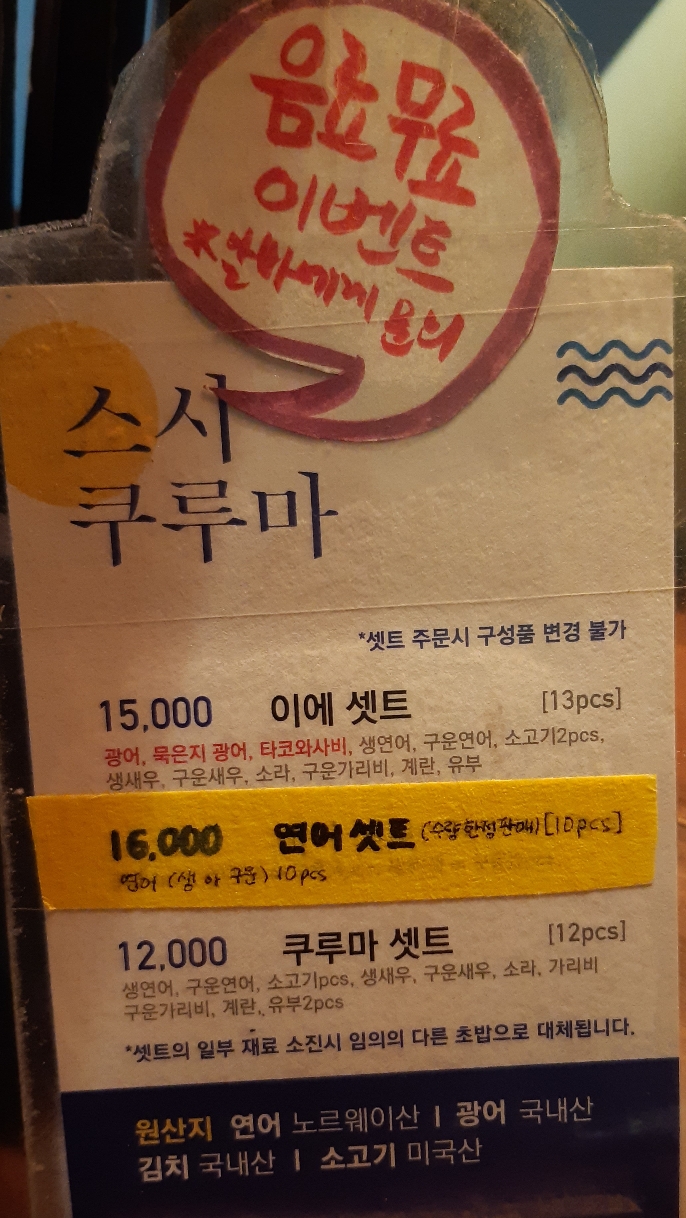 음료무료
이벤트
*알바에게 문의
스시
쿠루마
*셋트 주문시 구성품 변경 불가
15,000 이에 셋트 [13pcs]
광어, 묵은지 광어, 타코와사비, 생연어, 구운연어, 소고기2pcs,
생새우, 구운새우, 소라, 구운가리비, 계란, 유부
16,000 연어셋트 (수량한정판매) [10pcs]
연어 (생 or 구운) 10pcs
12,000 쿠루마 셋트 [12pcs]
생연어, 구운연어, 소고기pcs, 생새우, 구운새우, 소라, 가리비
구운가리비, 계란, 유부2pcs
*셋트의 일부 재료 소진시 임의의 다른 초밥으로 대체됩니다.
원산지 연어 노르웨이산 | 광어 국내산
김치 국내산 | 소고기 미국산